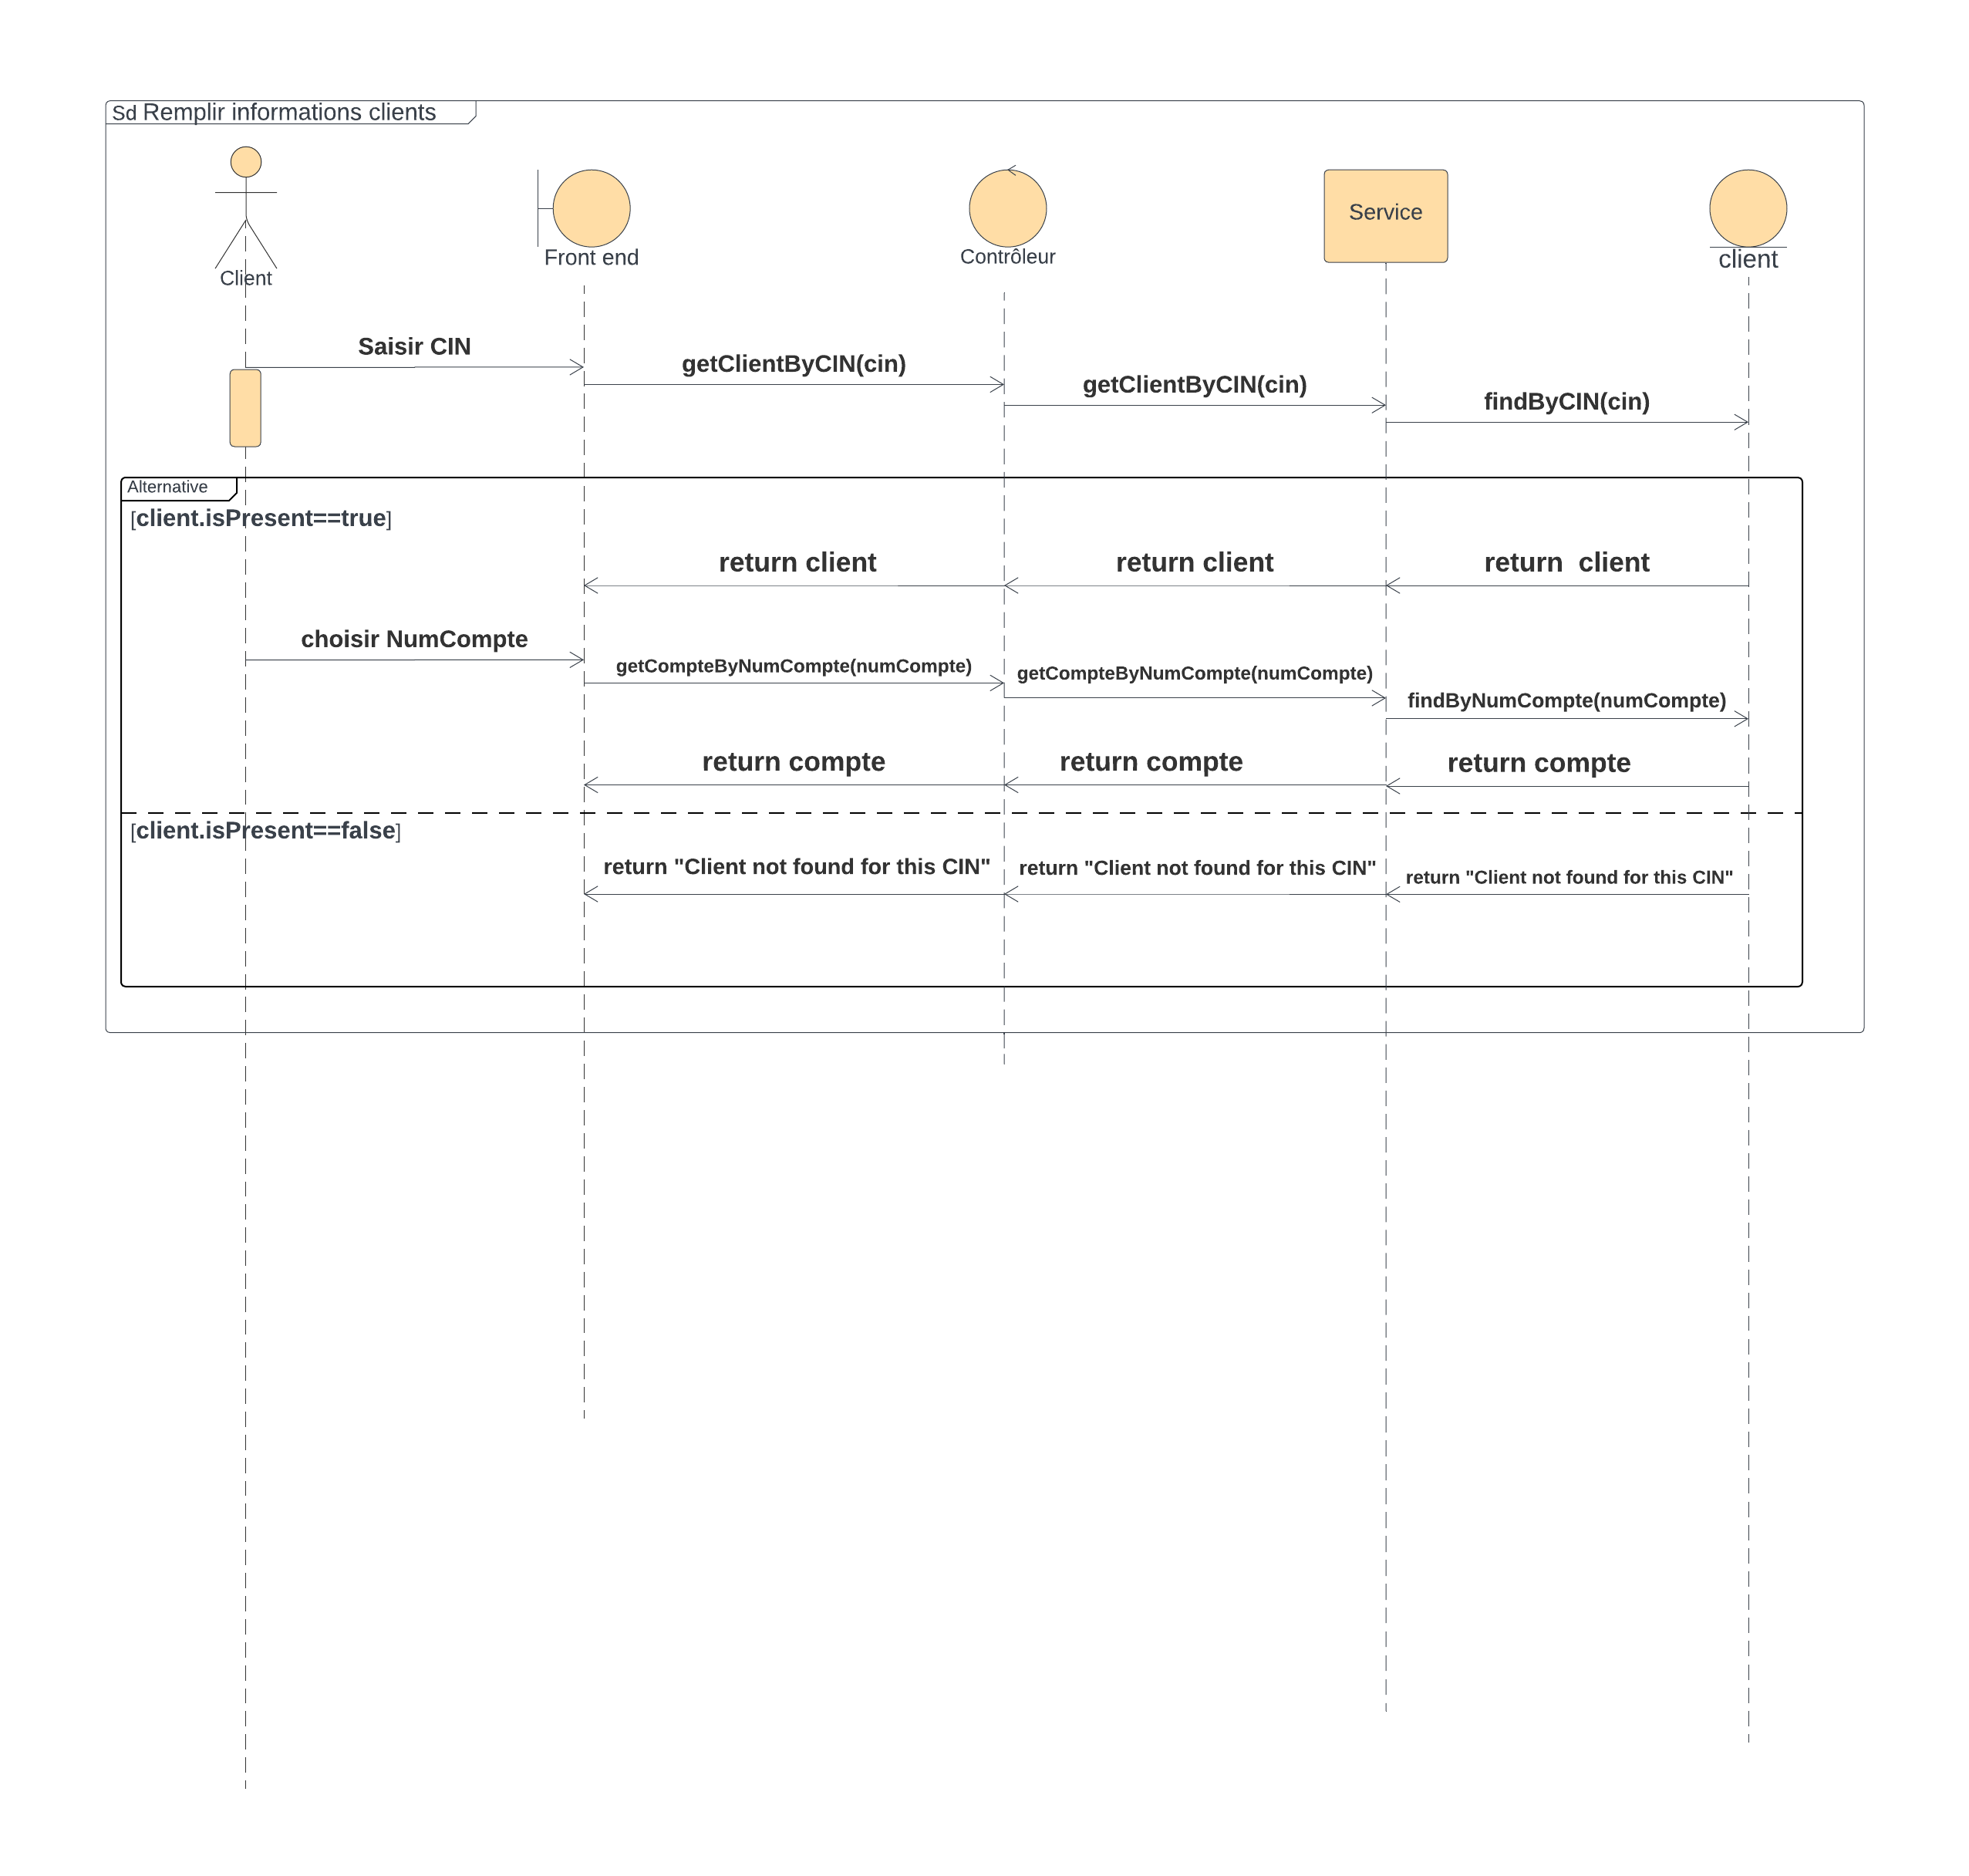 Sd Remplir informations clients
Client
Front end
Contrôleur
Service
client
Saisir CIN
getClientByCIN(cin)
getClientByCIN(cin)
findByCIN(cin)
Alternative
[client.isPresent==true]
return client
return client
return  client
choisir NumCompte
getCompteByNumCompte(numCompte)
getCompteByNumCompte(numCompte)
findByNumCompte(numCompte)
return compte
return compte
return compte
[client.isPresent==false]
return "Client not found for this CIN"
return "Client not found for this CIN"
return "Client not found for this CIN"